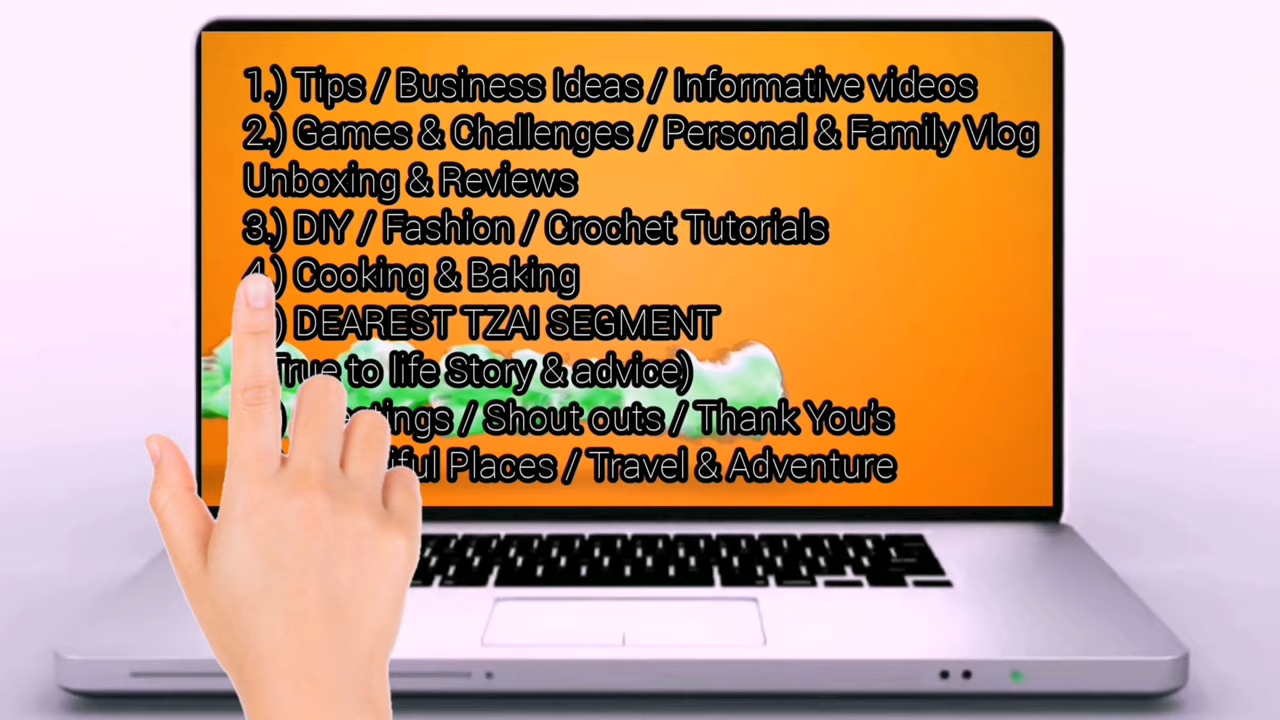 1.) Tips / Business Ideas / Informative videos
2.) Games & Challenges / Personal & Family Vlog
Unboxing & Reviews
3.) DIY / Fashion / Crochet Tutorials
4.) Cooking & Baking
) DEAREST TZAI SEGMENT
True to life Story & advice)
/ Shout outs / Thank You's
Places / Travel & Adventure